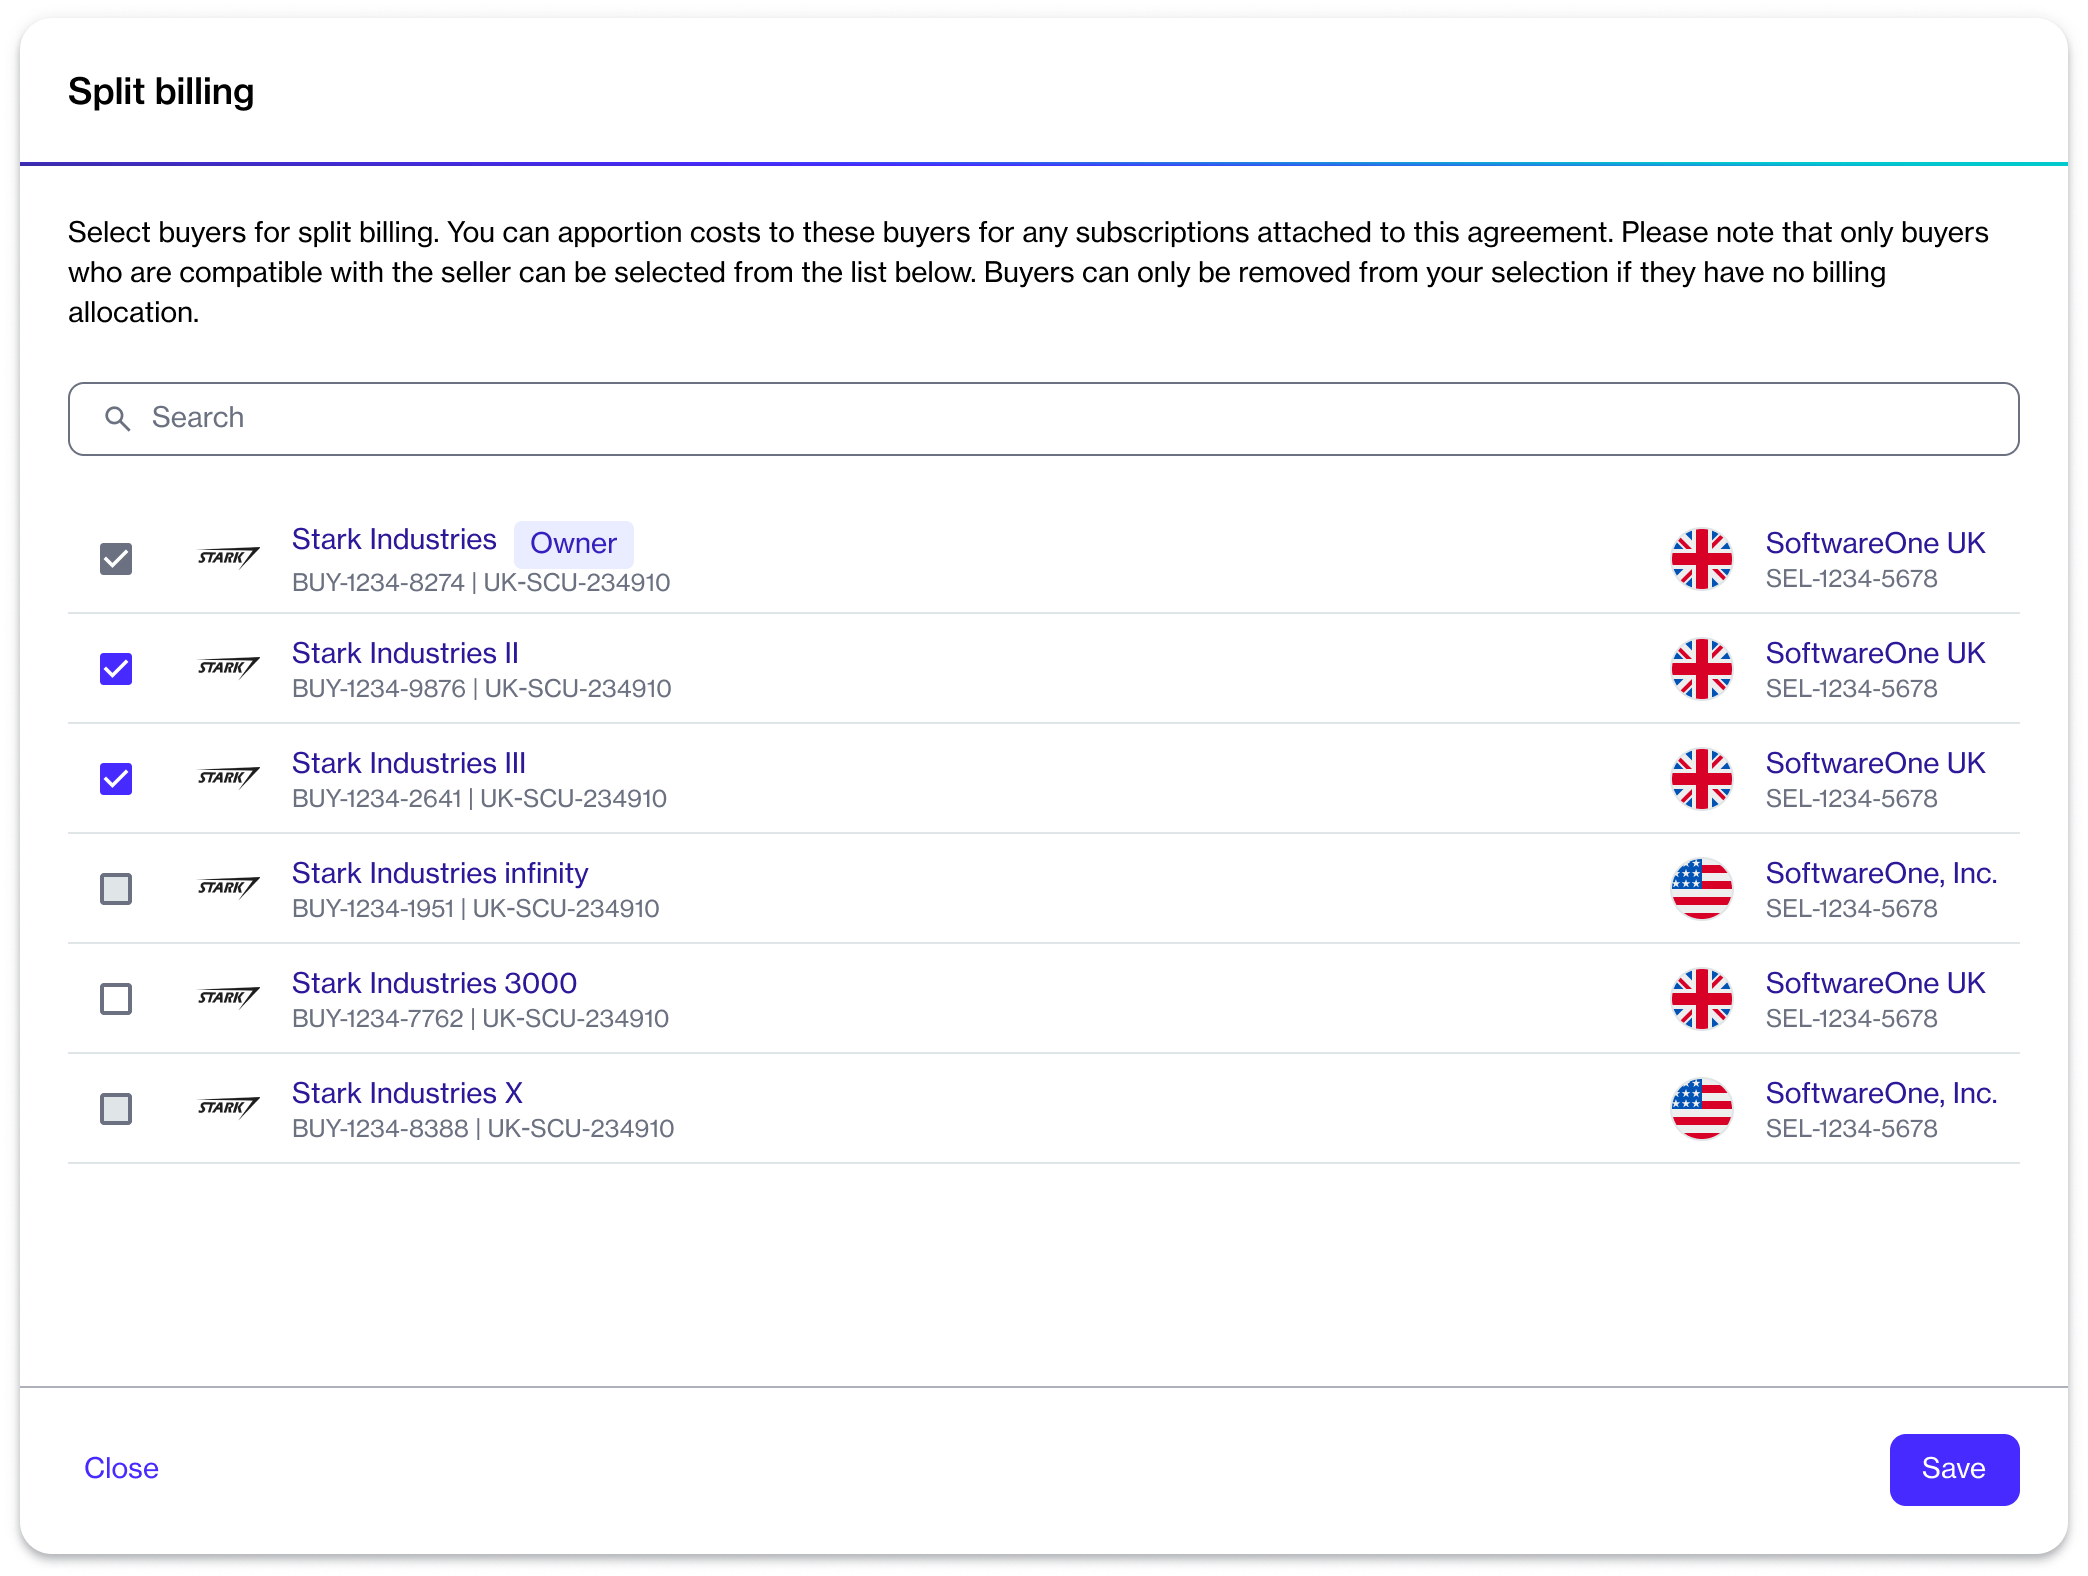 Split billing
Select buyers for split billing. You can apportion costs to these buyers for any subscriptions attached to this agreement. Please note that only buyers
who are compatible with the seller can be selected from the list below. Buyers can only be removed from your selection if they have no billing
allocation.
Search
STARK Stark Industries Owner SoftwareOne UK
BUY-1234-8274 | UK-SCU-234910 SEL-1234-5678
STARK Stark Industries II SoftwareOne UK
BUY-1234-9876 | UK-SCU-234910 SEL-1234-5678
STARK Stark Industries III SoftwareOne UK
BUY-1234-2641 | UK-SCU-234910 SEL-1234-5678
STARK Stark Industries infinity SoftwareOne, Inc.
BUY-1234-1951 | UK-SCU-234910 SEL-1234-5678
STARK Stark Industries 3000 SoftwareOne UK
BUY-1234-7762 | UK-SCU-234910 SEL-1234-5678
STARK Stark Industries X SoftwareOne, Inc.
BUY-1234-8388 | UK-SCU-234910 SEL-1234-5678
Close Save